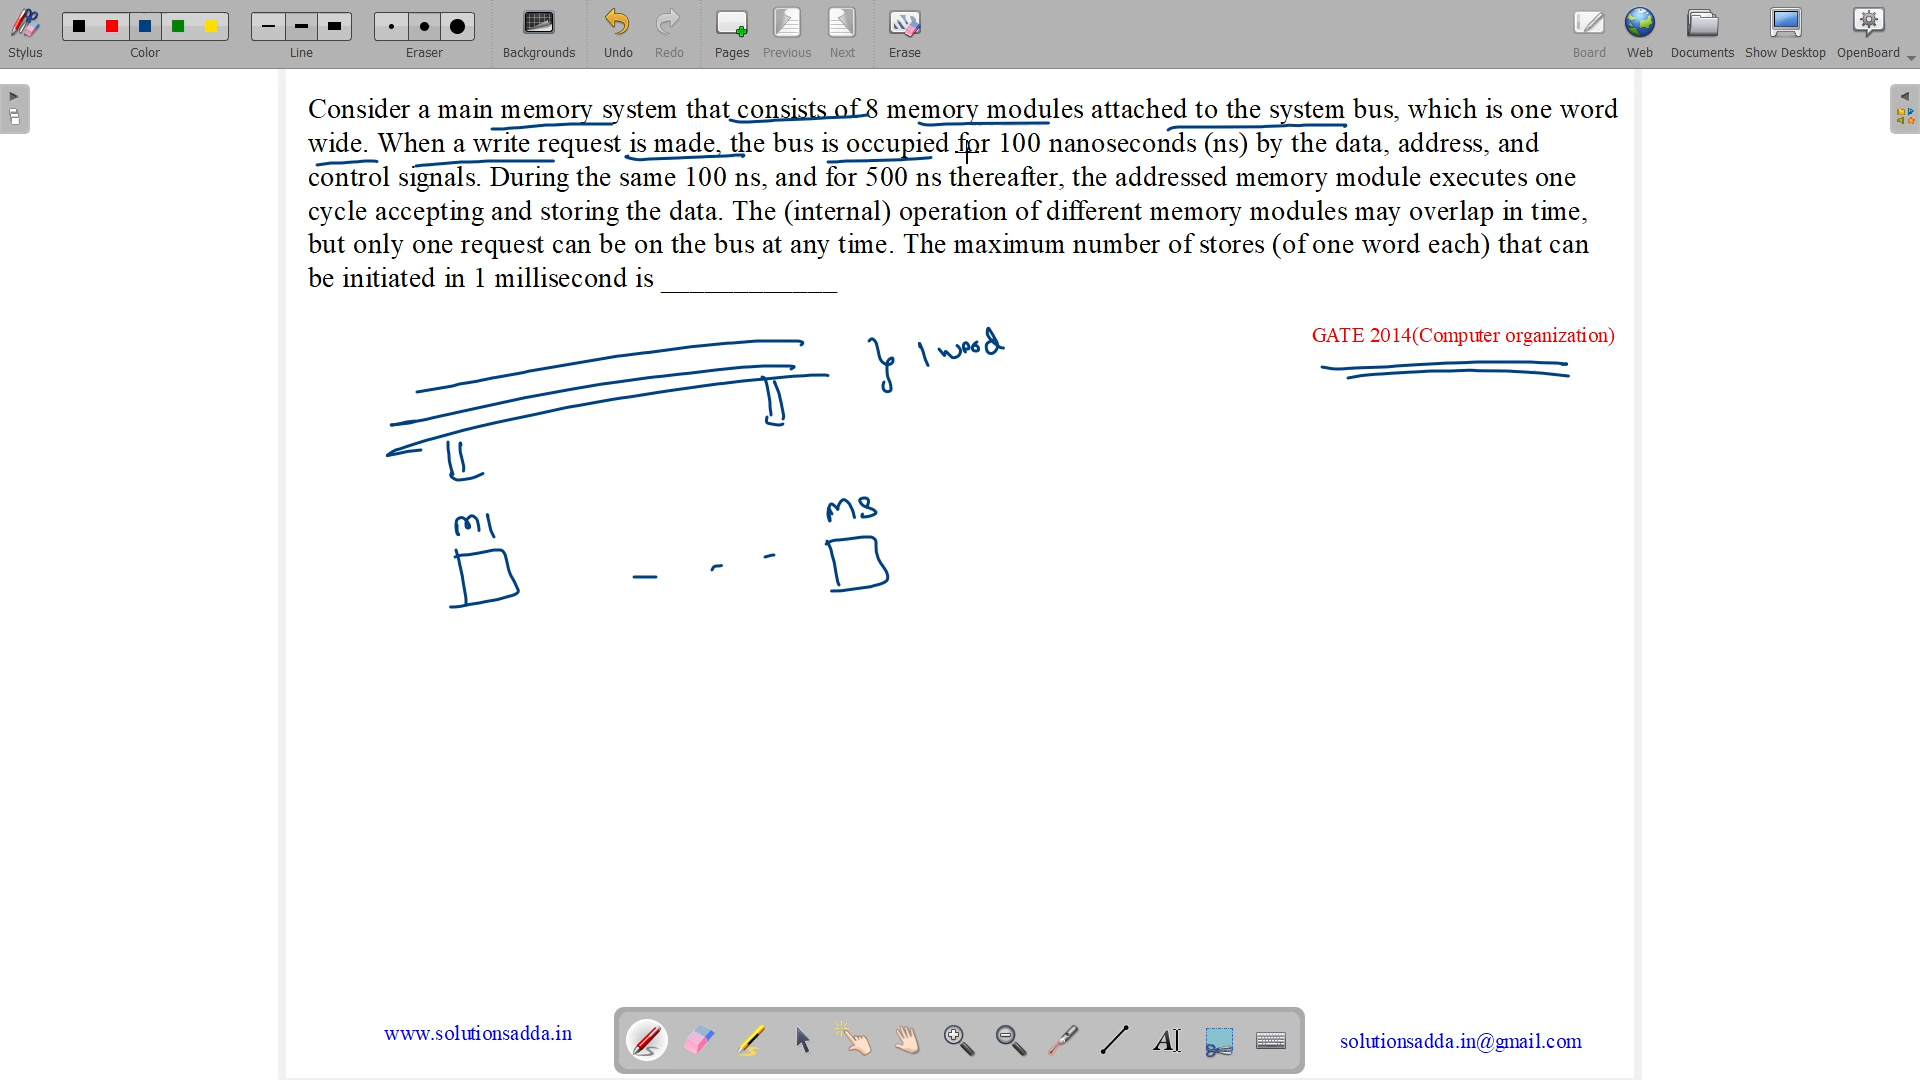 Stylus Color Line Eraser Backgrounds Undo Redo Pages Previous Next Erase Board Web Documents Show Desktop OpenBoard
Consider a main memory system that consists of 8 memory modules attached to the system bus, which is one word
wide. When a write request is made, the bus is occupied for 100 nanoseconds (ns) by the data, address, and
control signals. During the same 100 ns, and for 500 ns thereafter, the addressed memory module executes one
cycle accepting and storing the data. The (internal) operation of different memory modules may overlap in time,
but only one request can be on the bus at any time. The maximum number of stores (of one word each) that can
be initiated in 1 millisecond is ____________
GATE 2014(Computer organization)
1 word
M1
M8
www.solutionsadda.in
solutionsadda.in@gmail.com